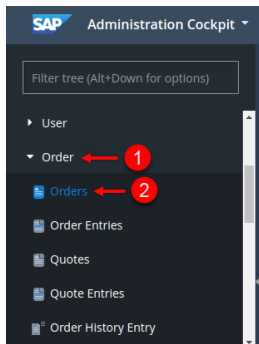 SAP Administration Cockpit
Filter tree (Alt+Down for options)
User
Order 1
Orders 2
Order Entries
Quotes
Quote Entries
Order History Entry